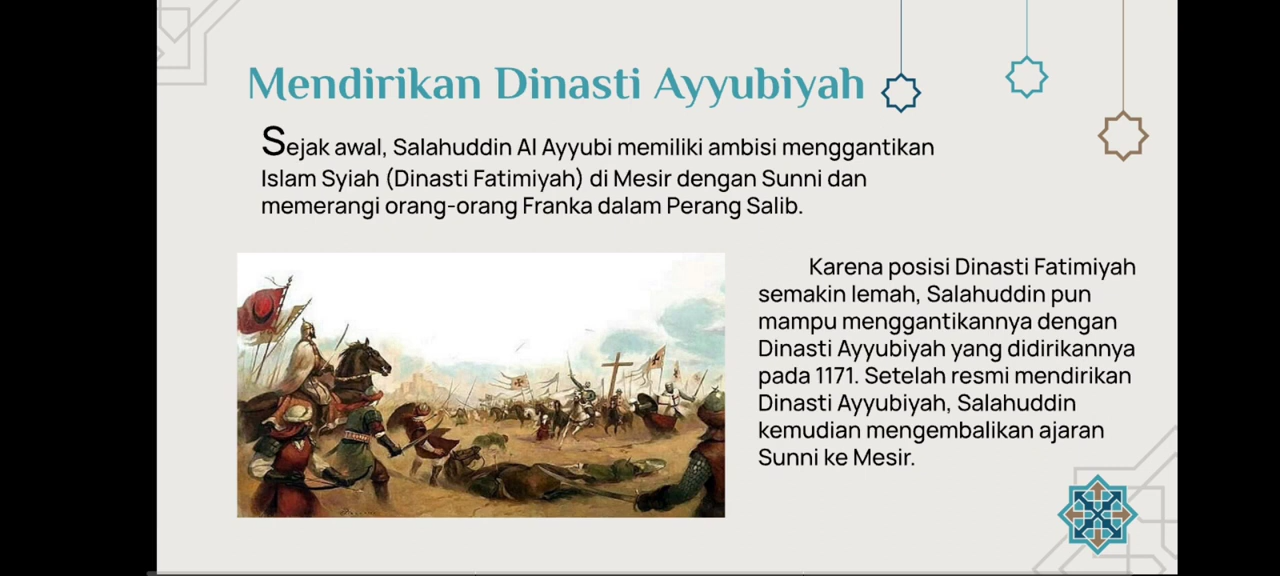 Mendirikan Dinasti Ayyubiyah
Sejak awal, Salahuddin Al Ayyubi memiliki ambisi menggantikan
Islam Syiah (Dinasti Fatimiyah) di Mesir dengan Sunni dan
memerangi orang-orang Franka dalam Perang Salib.
Karena posisi Dinasti Fatimiyah
semakin lemah, Salahuddin pun
mampu menggantikannya dengan
Dinasti Ayyubiyah yang didirikannya
pada 1171. Setelah resmi mendirikan
Dinasti Ayyubiyah, Salahuddin
kemudian mengembalikan ajaran
Sunni ke Mesir.